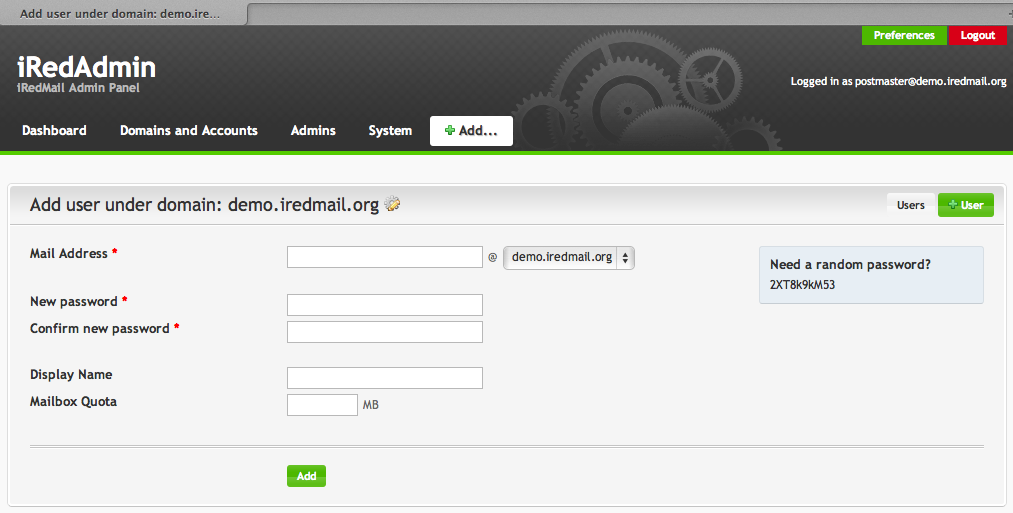 Add user under domain: demo.ire...
Preferences Logout
iRedAdmin
iRedMail Admin Panel
Logged in as postmaster@demo.iredmail.org
Dashboard Domains and Accounts Admins System Add...
Add user under domain: demo.iredmail.org Users User
Mail Address * @ demo.iredmail.org
Need a random password?
2XT8k9kM53
New password *
Confirm new password *
Display Name
Mailbox Quota MB
Add